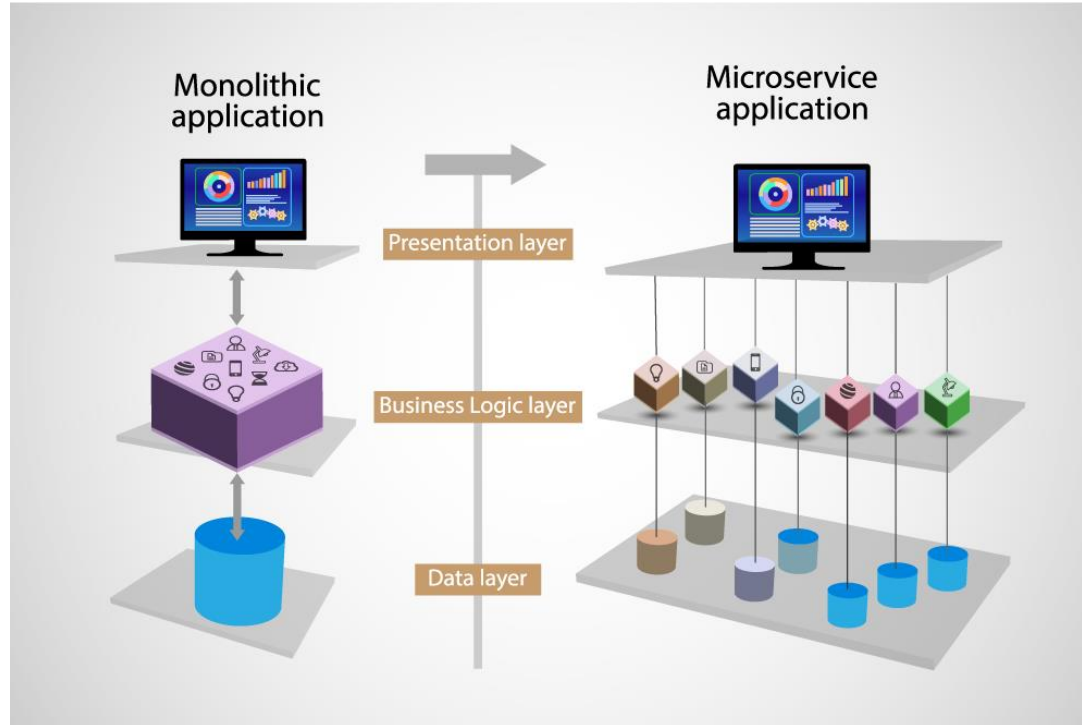 Monolithic
application
Microservice
application
Presentation layer
Business Logic layer
Data layer